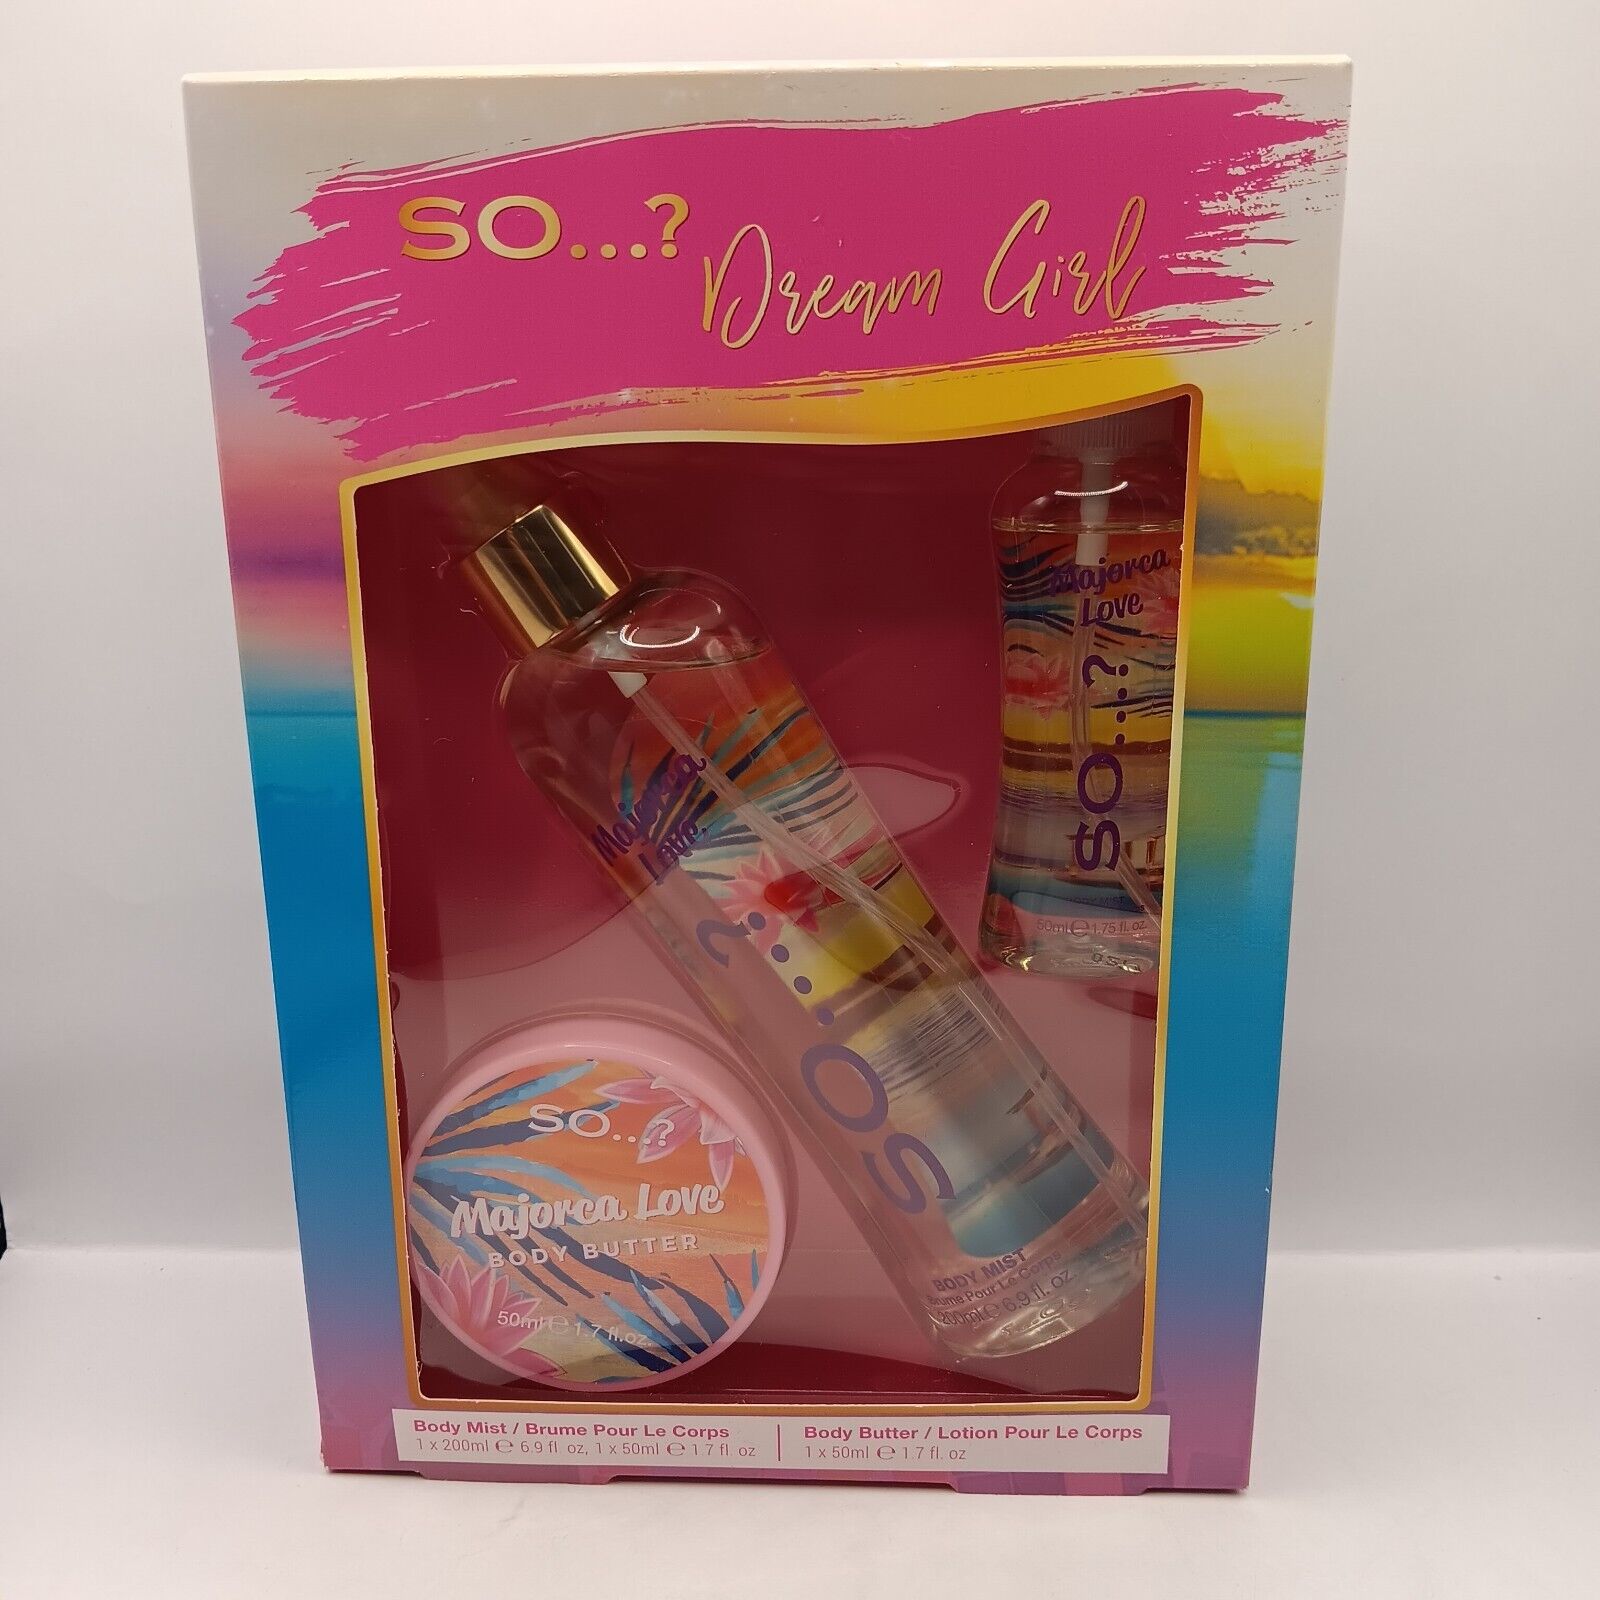 SO...?
Dream Girl
Majorca
Love
SO...?
BODY MIST
50ml ℮ 1.75 fl. oz
Majorca
Love
SO...?
BODY MIST
Brume Pour Le Corps
200ml ℮ 6.9 fl. oz.
SO...?
Majorca Love
BODY BUTTER
50ml ℮ 1.7 fl.oz.
Body Mist / Brume Pour Le Corps
1 x 200ml ℮ 6.9 fl. oz, 1 x 50ml ℮ 1.7 fl. oz
Body Butter / Lotion Pour Le Corps
1 x 50ml ℮ 1.7 fl. oz